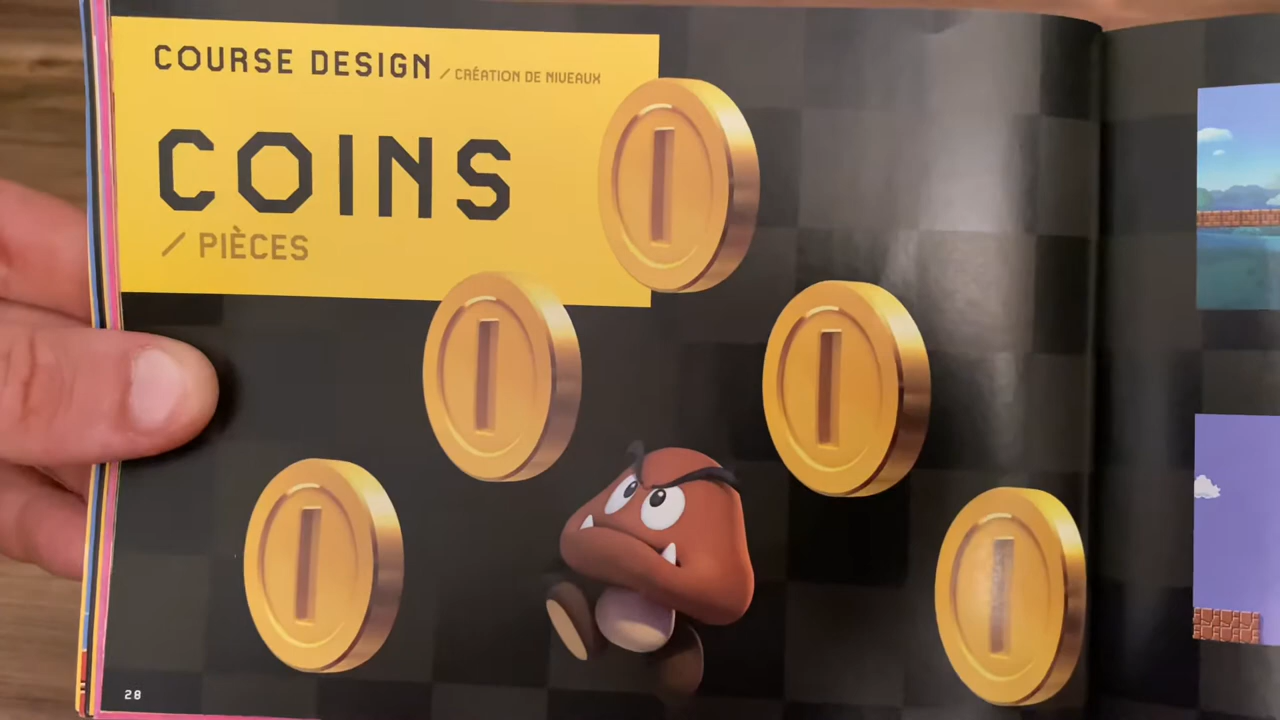 COURSE DESIGN / CRÉATION DE NIVEAUX
COINS
/ PIÈCES
28